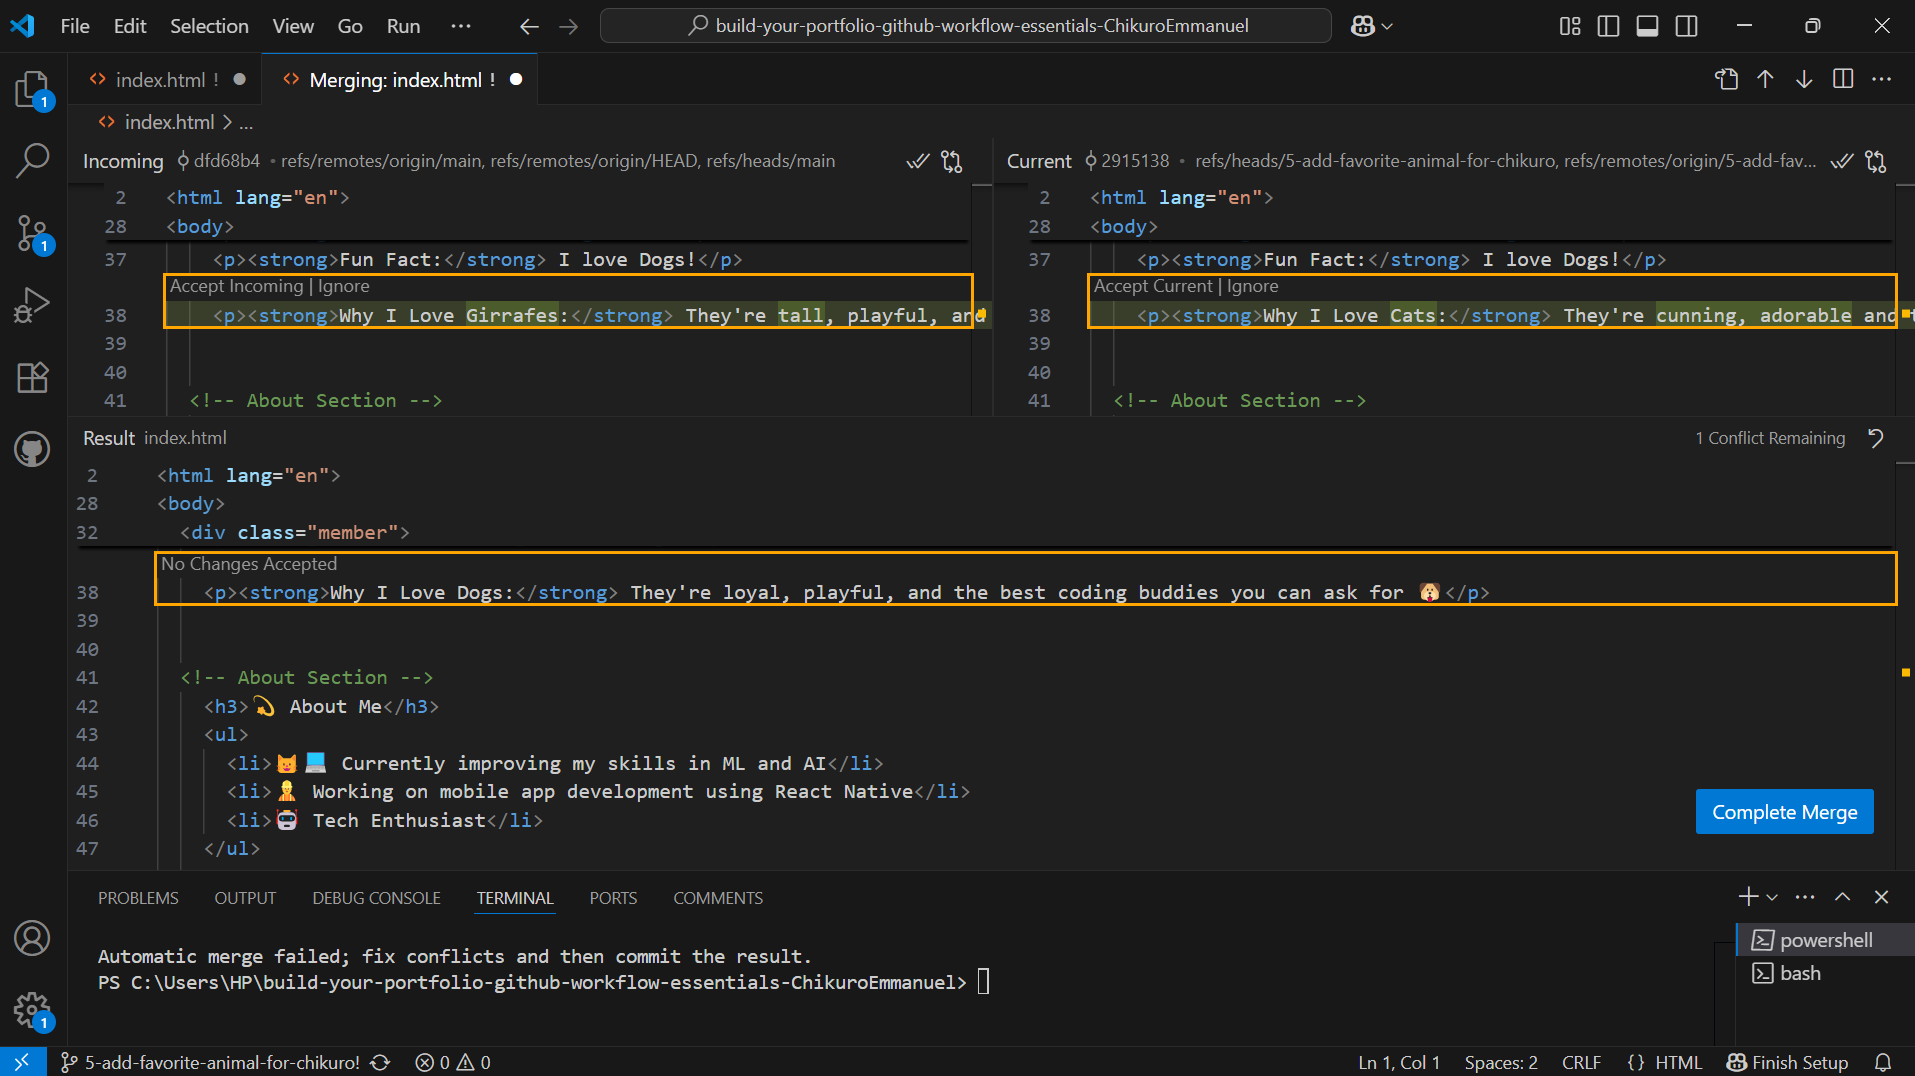 File Edit Selection View Go Run ··· build-your-portfolio-github-workflow-essentials-ChikuroEmmanuel
index.html ! Merging: index.html !
index.html > ...
Incoming dfd68b4 • refs/remotes/origin/main, refs/remotes/origin/HEAD, refs/heads/main
2 <html lang="en">
28 <body>
37 <p><strong>Fun Fact:</strong> I love Dogs!</p>
Accept Incoming | Ignore
38 <p><strong>Why I Love Girrafes:</strong> They're tall, playful, and
39
40
41 <!-- About Section -->
Current 2915138 • refs/heads/5-add-favorite-animal-for-chikuro, refs/remotes/origin/5-add-fav...
2 <html lang="en">
28 <body>
37 <p><strong>Fun Fact:</strong> I love Dogs!</p>
Accept Current | Ignore
38 <p><strong>Why I Love Cats:</strong> They're cunning, adorable and
39
40
41 <!-- About Section -->
Result index.html 1 Conflict Remaining
2 <html lang="en">
28 <body>
32 <div class="member">
No Changes Accepted
38 <p><strong>Why I Love Dogs:</strong> They're loyal, playful, and the best coding buddies you can ask for 🐶</p>
39
40
41 <!-- About Section -->
42 <h3>💫 About Me</h3>
43 <ul>
44 <li>🐱💻 Currently improving my skills in ML and AI</li>
45 <li>👷 Working on mobile app development using React Native</li>
46 <li>🤖 Tech Enthusiast</li>
47 </ul>
Complete Merge
PROBLEMS OUTPUT DEBUG CONSOLE TERMINAL PORTS COMMENTS
Automatic merge failed; fix conflicts and then commit the result.
PS C:\Users\HP\build-your-portfolio-github-workflow-essentials-ChikuroEmmanuel>
powershell
bash
1
1
1
5-add-favorite-animal-for-chikuro! 0 0 Ln 1, Col 1 Spaces: 2 CRLF {} HTML Finish Setup